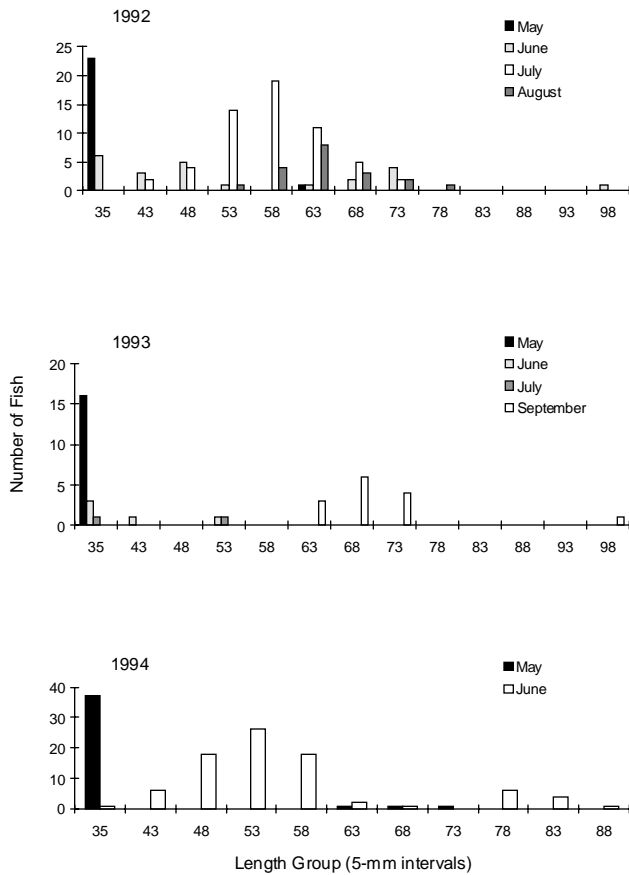 1992
May
June
July
August
25
20
15
10
5
0
35 43 48 53 58 63 68 73 78 83 88 93 98
1993
May
June
July
September
20
15
10
5
0
Number of Fish
35 43 48 53 58 63 68 73 78 83 88 93 98
1994
May
June
40
30
20
10
0
35 43 48 53 58 63 68 73 78 83 88
Length Group (5-mm intervals)